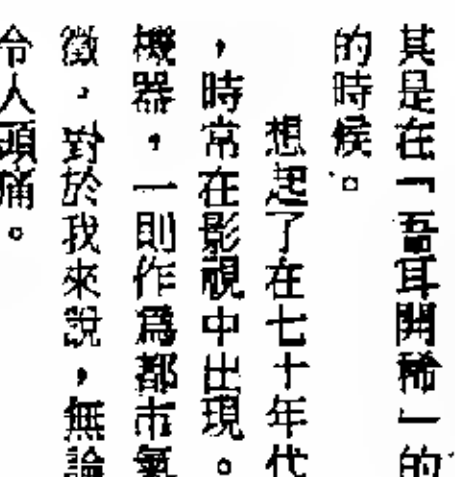 其是在「吾耳開稀」的
的時候。
想起了在七十年代
，時常在影視中出現。
機器，一則作爲都市氣
徵，對於我來說，無論
令人頭痛。